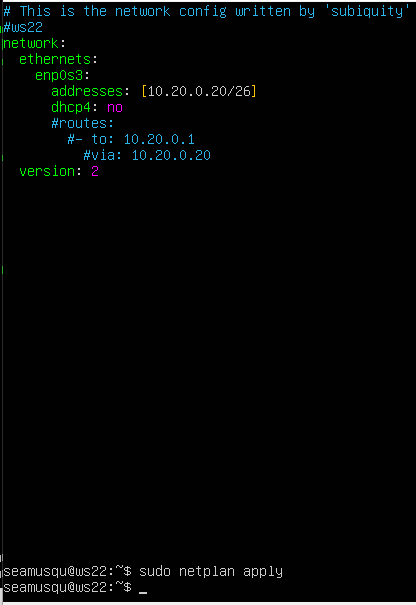 # This is the network config written by 'subiquity'
#ws22
network:
  ethernets:
    enp0s3:
      addresses: [10.20.0.20/26]
      dhcp4: no
      #routes:
        #- to: 10.20.0.1
          #via: 10.20.0.20
  version: 2
seamusqu@ws22:~$ sudo netplan apply
seamusqu@ws22:~$ _